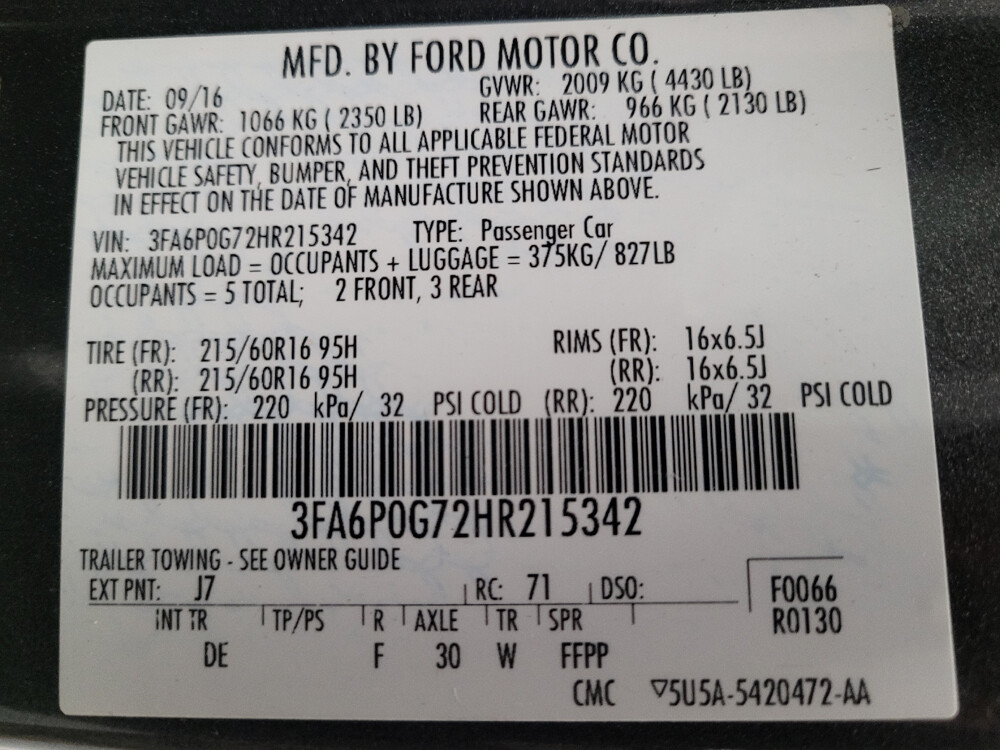 MFD. BY FORD MOTOR CO.
DATE: 09/16 GVWR: 2009 KG ( 4430 LB)
FRONT GAWR: 1066 KG ( 2350 LB) REAR GAWR: 966 KG ( 2130 LB)
THIS VEHICLE CONFORMS TO ALL APPLICABLE FEDERAL MOTOR
VEHICLE SAFETY, BUMPER, AND THEFT PREVENTION STANDARDS
IN EFFECT ON THE DATE OF MANUFACTURE SHOWN ABOVE.
VIN: 3FA6P0G72HR215342 TYPE: Passenger Car
MAXIMUM LOAD = OCCUPANTS + LUGGAGE = 375KG/ 827LB
OCCUPANTS = 5 TOTAL; 2 FRONT, 3 REAR
TIRE (FR): 215/60R16 95H RIMS (FR): 16x6.5J
(RR): 215/60R16 95H (RR): 16x6.5J
PRESSURE (FR): 220 kPa/ 32 PSI COLD (RR): 220 kPa/ 32 PSI COLD
3FA6P0G72HR215342
TRAILER TOWING - SEE OWNER GUIDE
EXT PNT: J7 RC: 71 DSO: F0066
INT TR TP/PS R AXLE TR SPR R0130
DE F 30 W FFPP
CMC ▽5U5A-5420472-AA